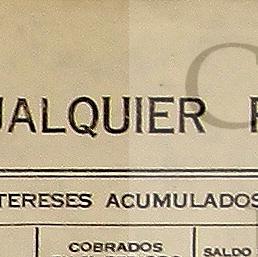 UALQUIER
TERESES ACUMULADOS
COBRADOS
SALDO